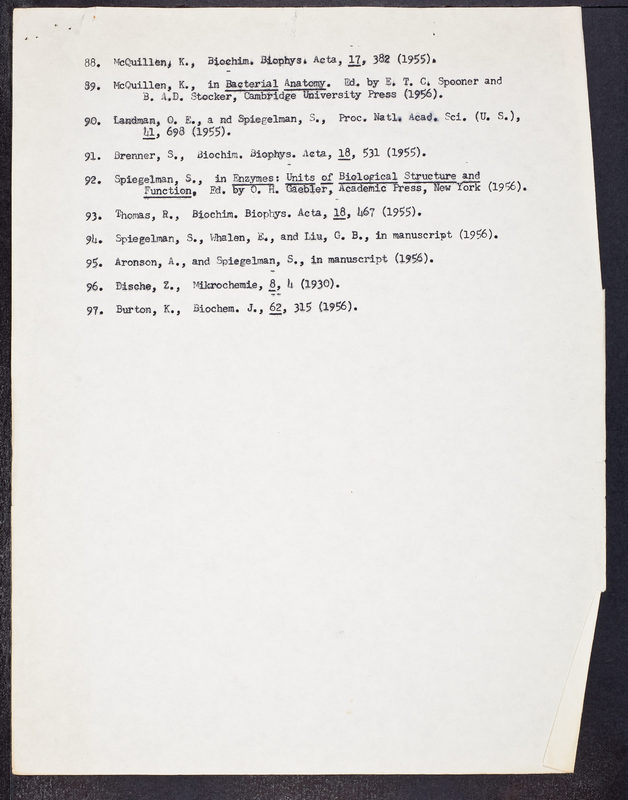 88. McQuillen, K., Biochim. Biophys. Acta, 17, 382 (1955).
89. McQuillen, K., in Bacterial Anatomy. Ed. by E. T. C. Spooner and
B. A.D. Stocker, Cambridge University Press (1956).
90. Landman, O. E., a nd Spiegelman, S., Proc. Natl. Acad. Sci. (U. S.),
41, 698 (1955).
91. Brenner, S., Biochim. Biophys. Acta, 18, 531 (1955).
92. Spiegelman, S., in Enzymes: Units of Biological Structure and
Function, Ed. by O. H. Gaebler, Academic Press, New York (1956).
93. Thomas, R., Biochim. Biophys. Acta, 18, 467 (1955).
94. Spiegelman, S., Whalen, E., and Liu, G. B., in manuscript (1956).
95. Aronson, A., and Spiegelman, S., in manuscript (1956).
96. Dische, Z., Mikrochemie, 8, 4 (1930).
97. Burton, K., Biochem. J., 62, 315 (1956).